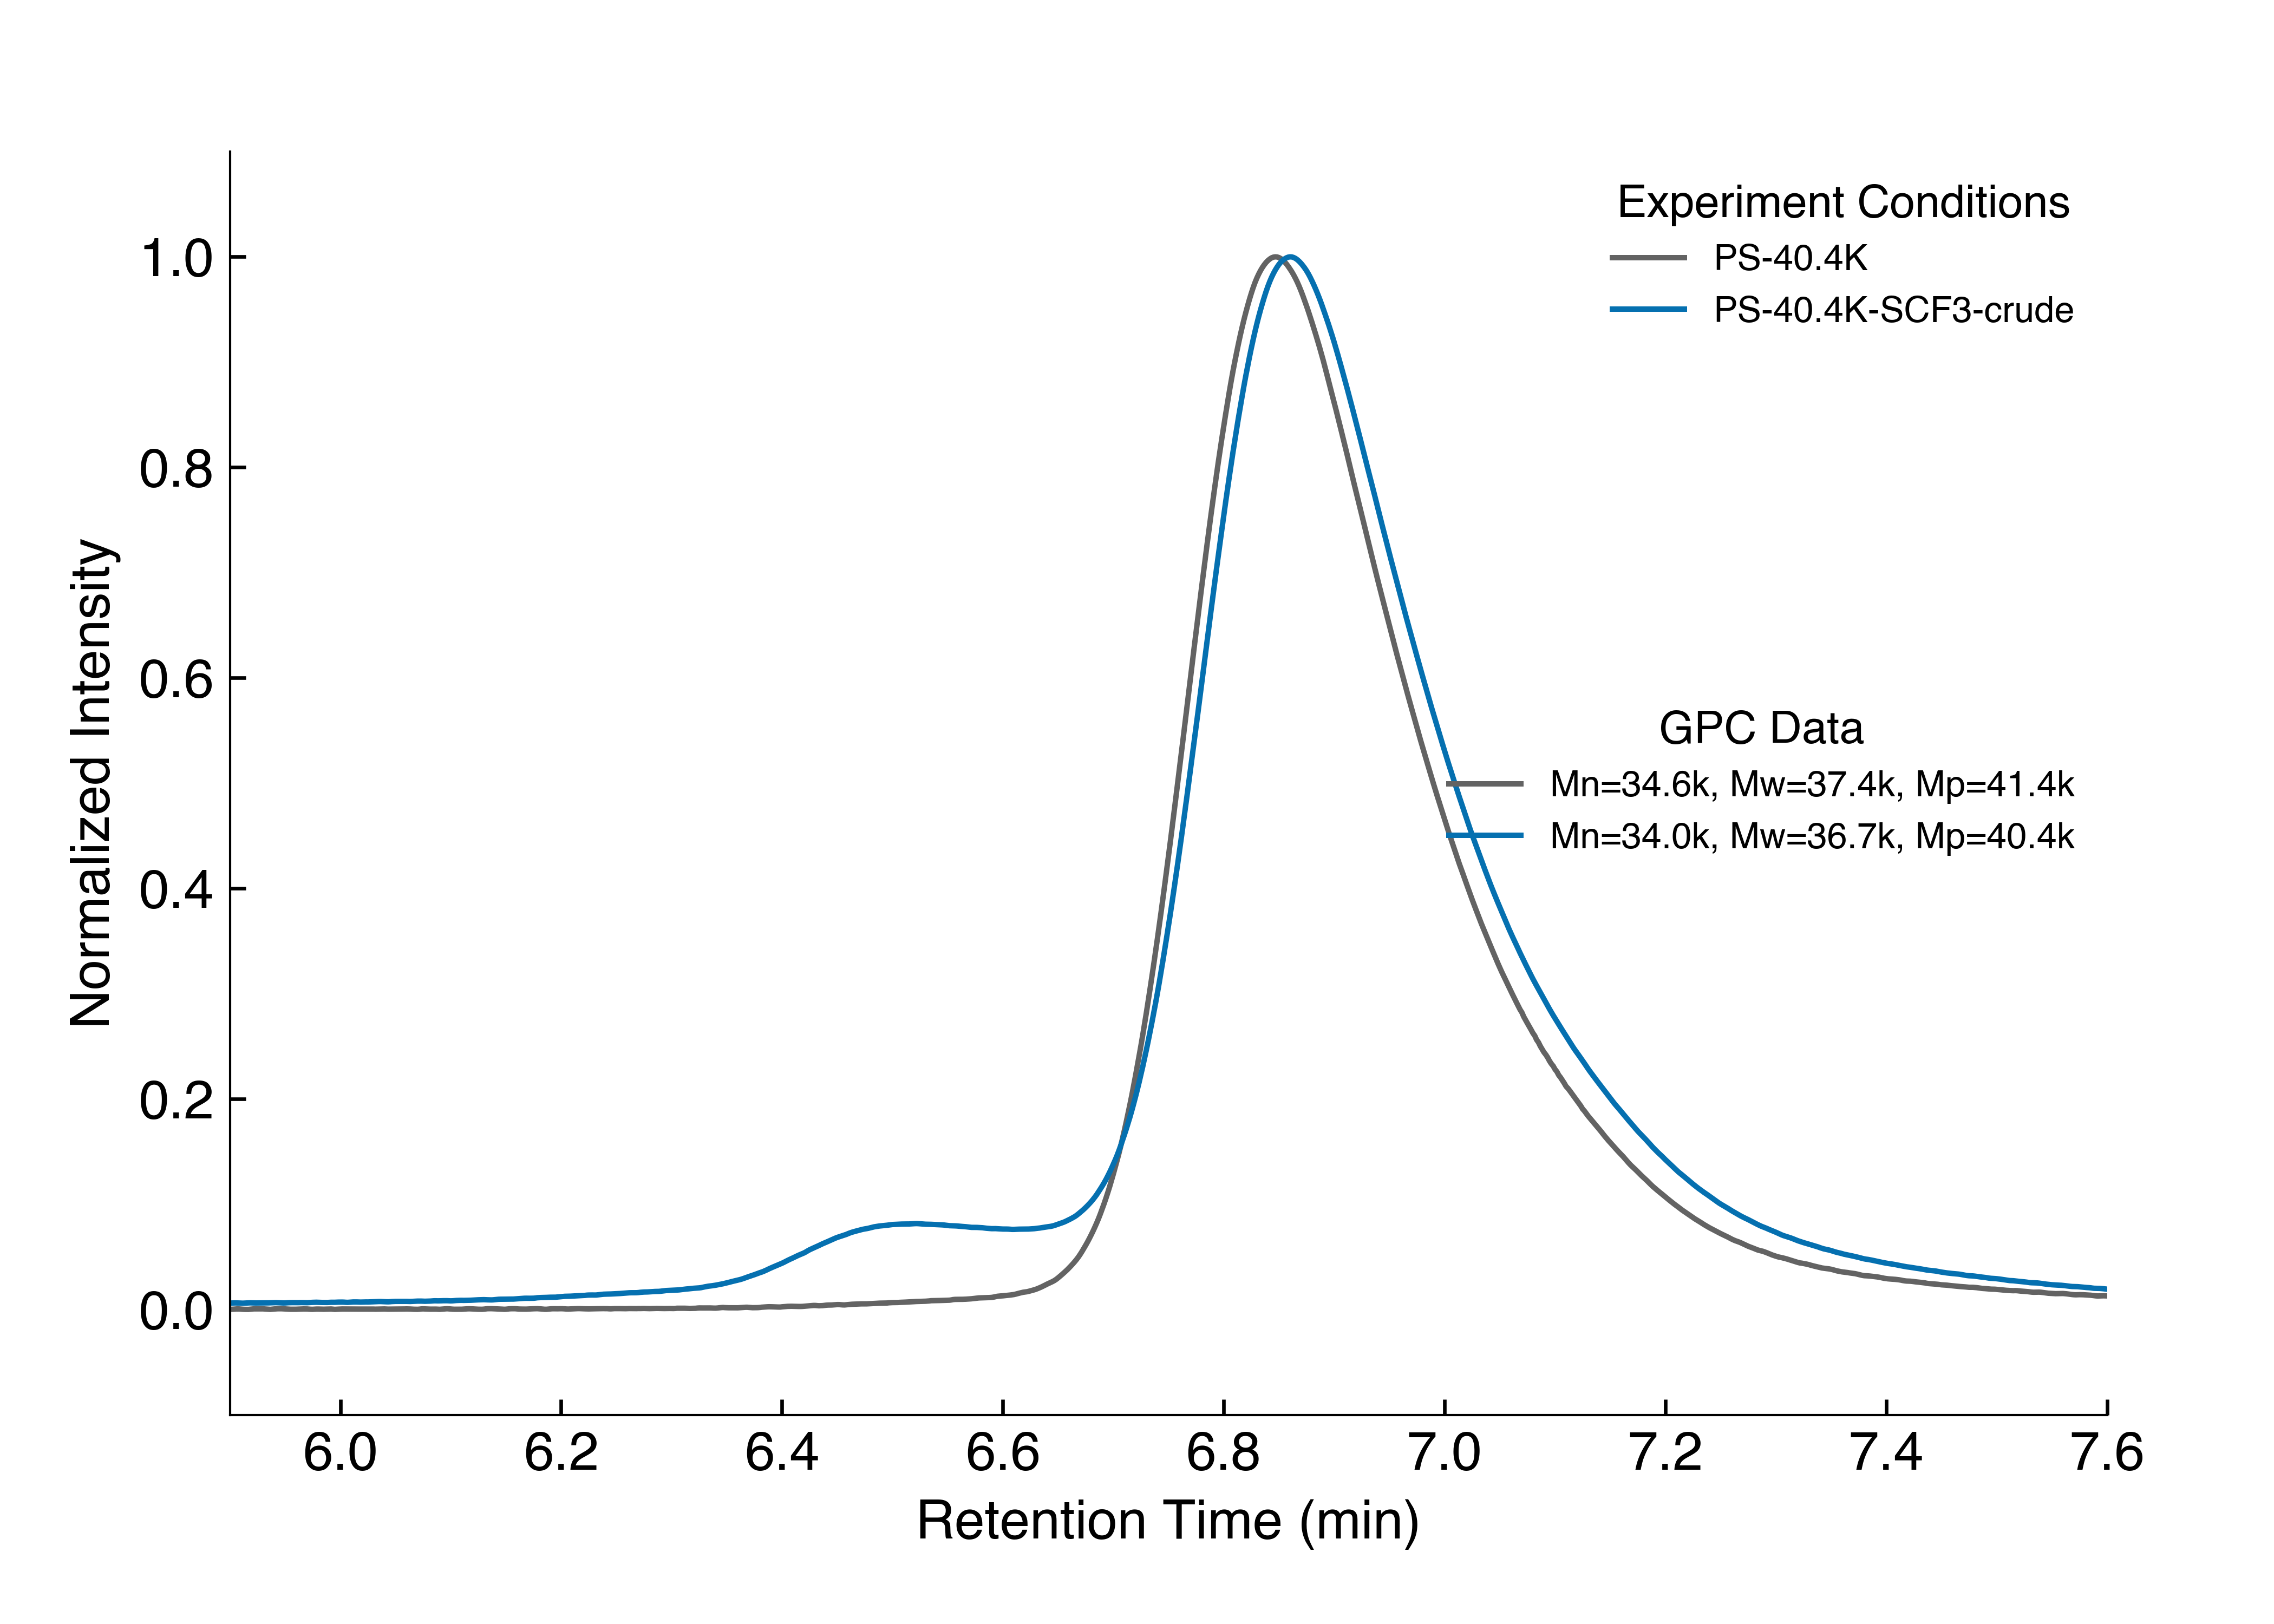 Experiment Conditions
PS-40.4K
PS-40.4K-SCF3-crude
GPC Data
Mn=34.6k, Mw=37.4k, Mp=41.4k
Mn=34.0k, Mw=36.7k, Mp=40.4k
Normalized Intensity
1.0
0.8
0.6
0.4
0.2
0.0
6.0 6.2 6.4 6.6 6.8 7.0 7.2 7.4 7.6
Retention Time (min)